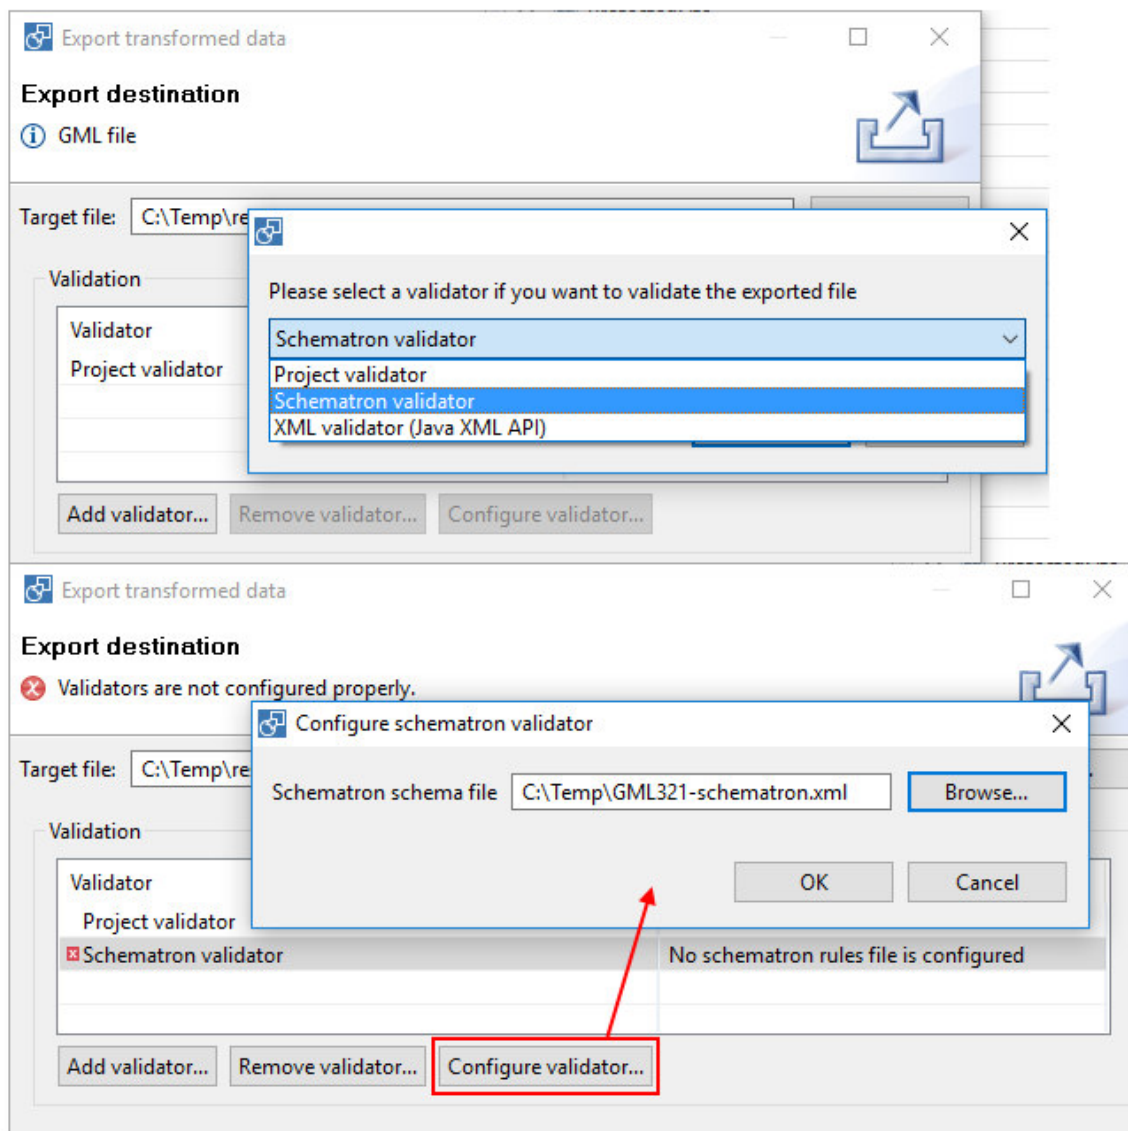 Export transformed data
Export destination
GML file
Target file: C:\Temp\re
Please select a validator if you want to validate the exported file
Validation
Validator
Schematron validator
Project validator
Project validator
Schematron validator
XML validator (Java XML API)
Add validator... Remove validator... Configure validator...
Export transformed data
Export destination
Validators are not configured properly.
Configure schematron validator
Target file: C:\Temp\re
Schematron schema file C:\Temp\GML321-schematron.xml Browse...
Validation
Validator
OK Cancel
Project validator
Schematron validator No schematron rules file is configured
Add validator... Remove validator... Configure validator...